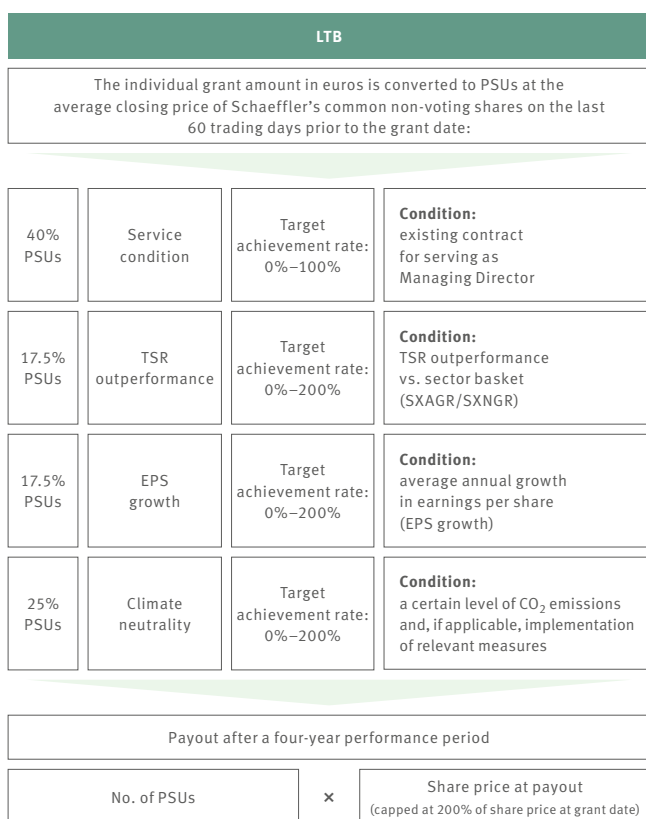 LTB
The individual grant amount in euros is converted to PSUs at the
average closing price of Schaeffler’s common non-voting shares on the last
60 trading days prior to the grant date:
40%
PSUs
Service
condition
Target
achievement rate:
0%–100%
Condition:
existing contract
for serving as
Managing Director
17.5%
PSUs
TSR
outperformance
Target
achievement rate:
0%–200%
Condition:
TSR outperformance
vs. sector basket
(SXAGR/SXNGR)
17.5%
PSUs
EPS
growth
Target
achievement rate:
0%–200%
Condition:
average annual growth
in earnings per share
(EPS growth)
25%
PSUs
Climate
neutrality
Target
achievement rate:
0%–200%
Condition:
a certain level of CO₂ emissions
and, if applicable, implementation
of relevant measures
Payout after a four-year performance period
No. of PSUs
×
Share price at payout
(capped at 200% of share price at grant date)